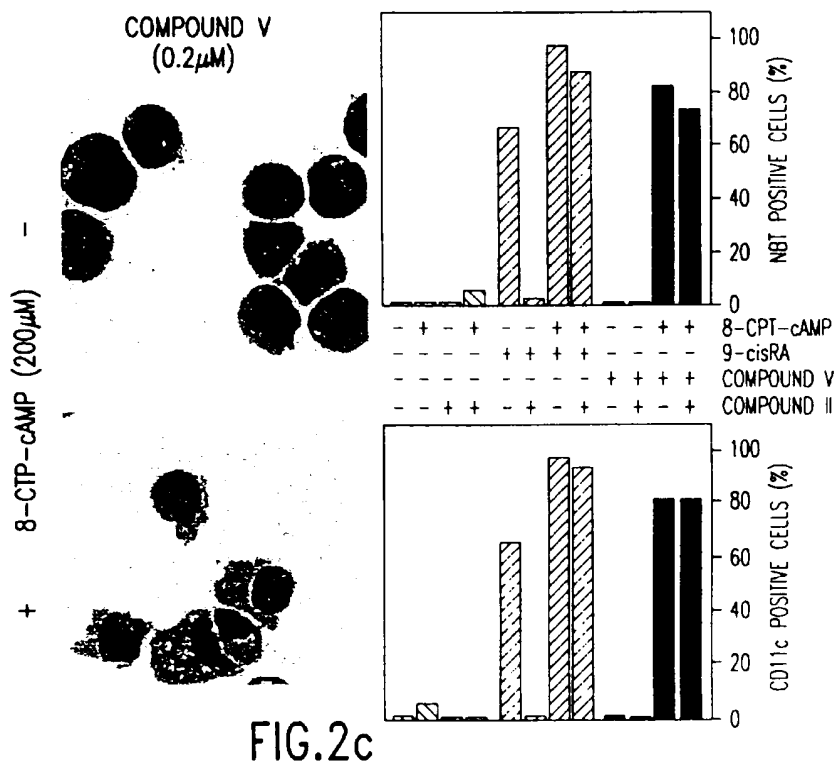 COMPOUND V
(0.2μM)
8-CTP-cAMP (200μM)
-
+
100
80
60
40
20
0
NBT POSITIVE CELLS (%)
- + - + - - + + - - + + 8-CPT-cAMP
- - - - + + + + - - - - 9-cisRA
- - - - - - - - + + + + COMPOUND V
- - + + - + - + - + - + COMPOUND II
100
80
60
40
20
0
CD11c POSITIVE CELLS (%)
FIG.2c